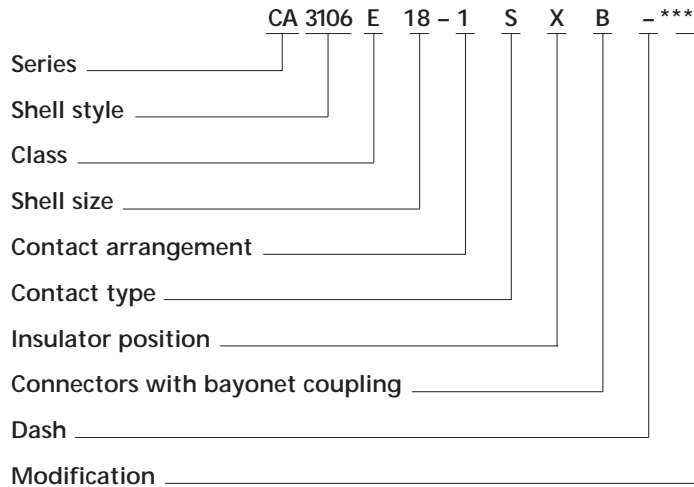 CA 3106 E 18 – 1 S X B – ***
Series
Shell style
Class
Shell size
Contact arrangement
Contact type
Insulator position
Connectors with bayonet coupling
Dash
Modification